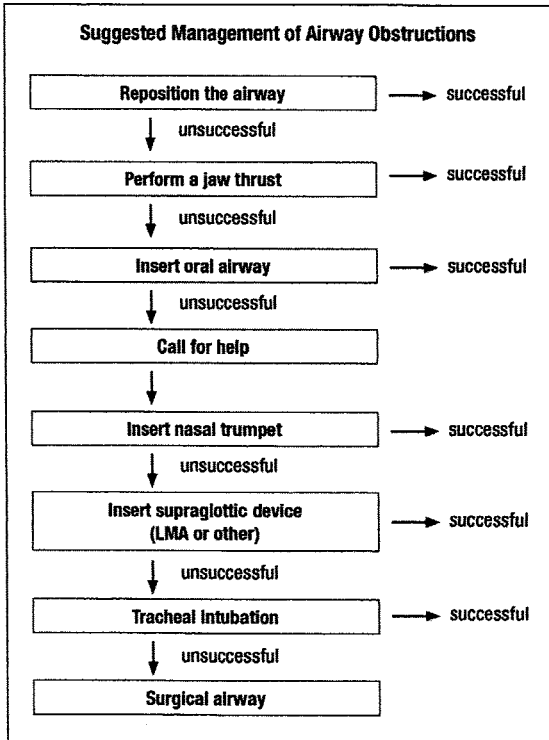 Suggested Management of Airway Obstructions
Reposition the airway
successful
unsuccessful
Perform a jaw thrust
successful
unsuccessful
Insert oral airway
successful
unsuccessful
Call for help
Insert nasal trumpet
successful
unsuccessful
Insert supraglottic device
(LMA or other)
successful
unsuccessful
Tracheal Intubation
successful
unsuccessful
Surgical airway